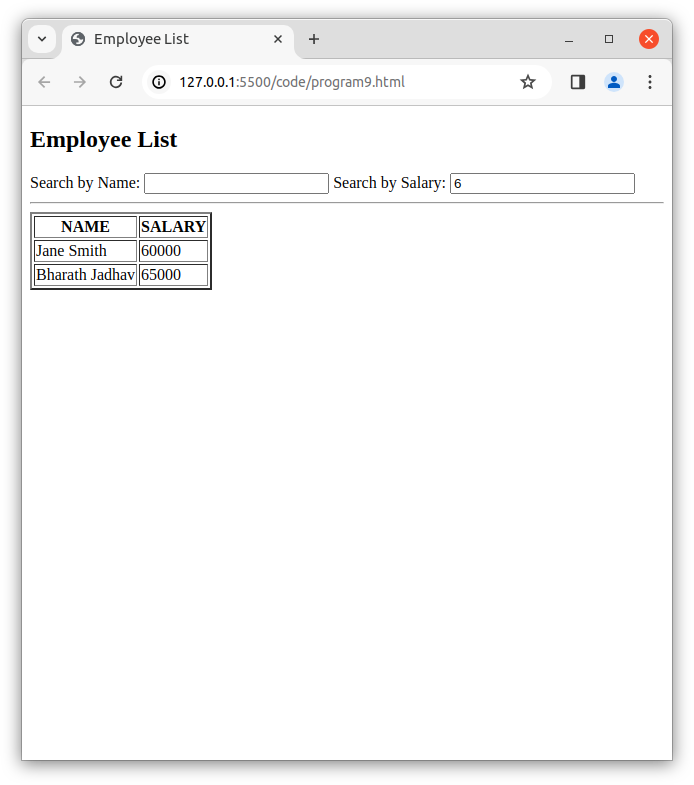 Employee List
127.0.0.1:5500/code/program9.html
Employee List
Search by Name: Search by Salary: 6
NAME SALARY
Jane Smith 60000
Bharath Jadhav 65000